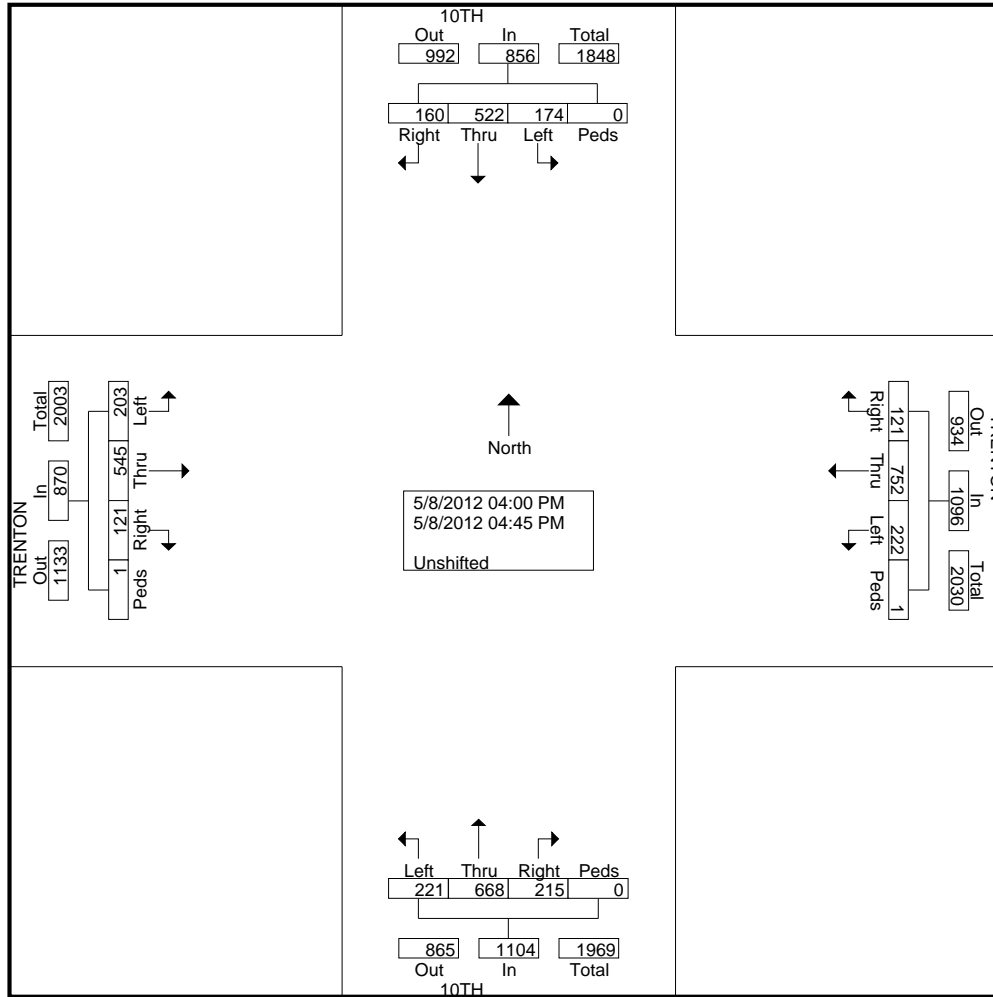 10TH
Out In Total
992 856 1848
160 522 174 0
Right Thru Left Peds
TRENTON
Total In Out
2003 870 1133
203 545 121 1
Left Thru Right Peds
North
5/8/2012 04:00 PM
5/8/2012 04:45 PM
Unshifted
Right Thru Left Peds
121 752 222 1
Out In Total
934 1096 2030
TRENTON
Left Thru Right Peds
221 668 215 0
865 1104 1969
Out In Total
10TH